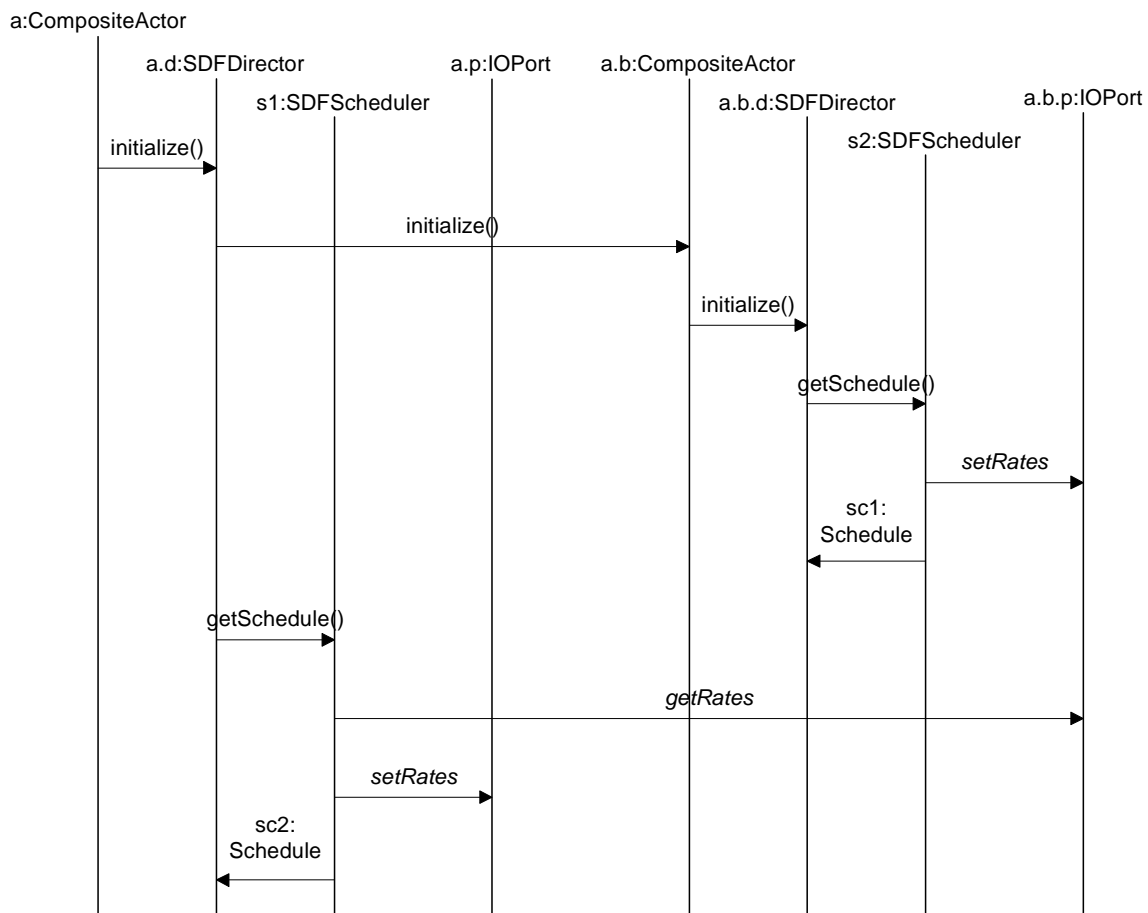 a:CompositeActor
a.d:SDFDirector
a.p:IOPort
a.b:CompositeActor
s1:SDFScheduler
a.b.d:SDFDirector
a.b.p:IOPort
s2:SDFScheduler
initialize()
initialize()
initialize()
getSchedule()
setRates
sc1:
Schedule
getSchedule()
getRates
setRates
sc2:
Schedule